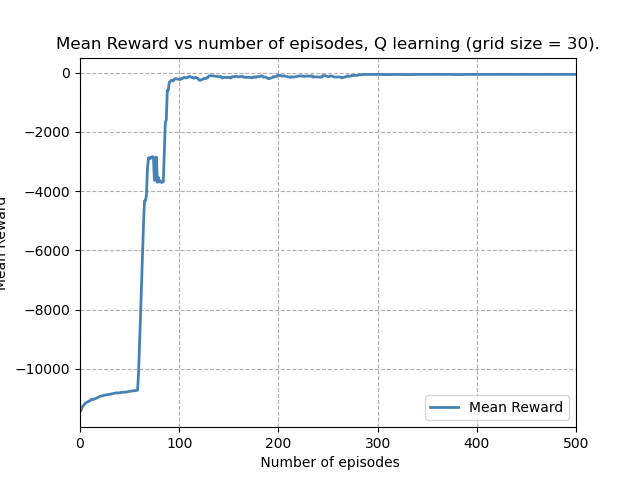 Mean Reward vs number of episodes, Q learning (grid size = 30).
0
−2000
−4000
−6000
−8000
−10000
Mean Reward
0 100 200 300 400 500
Number of episodes
Mean Reward